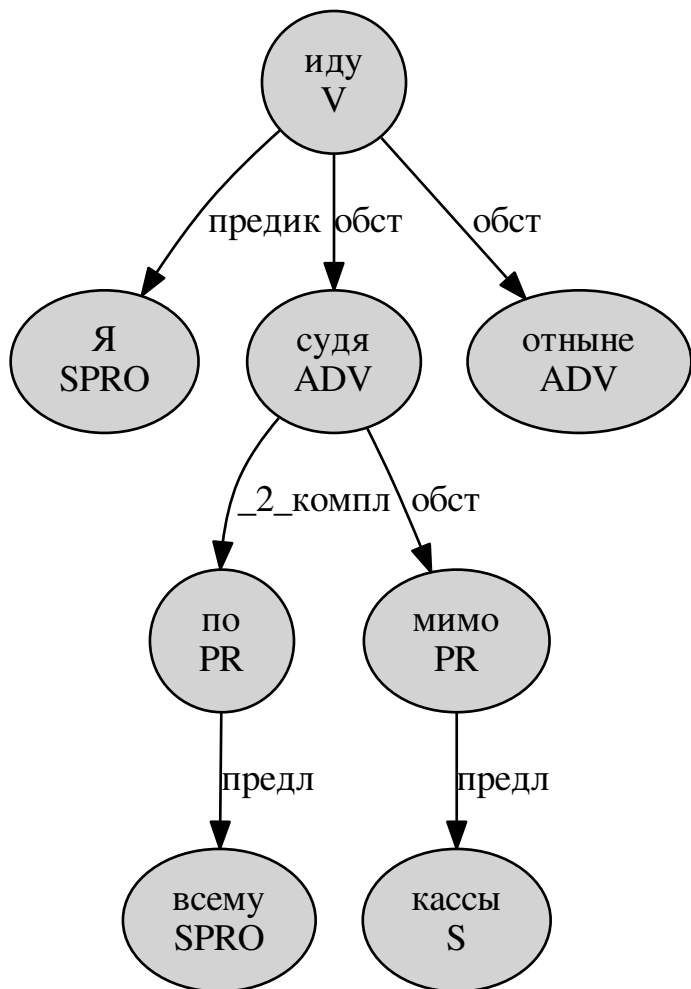 иду
V
предик
обст
обст
Я
SPRO
судя
ADV
отныне
ADV
_2_компл
обст
по
PR
мимо
PR
предл
предл
всему
SPRO
кассы
S